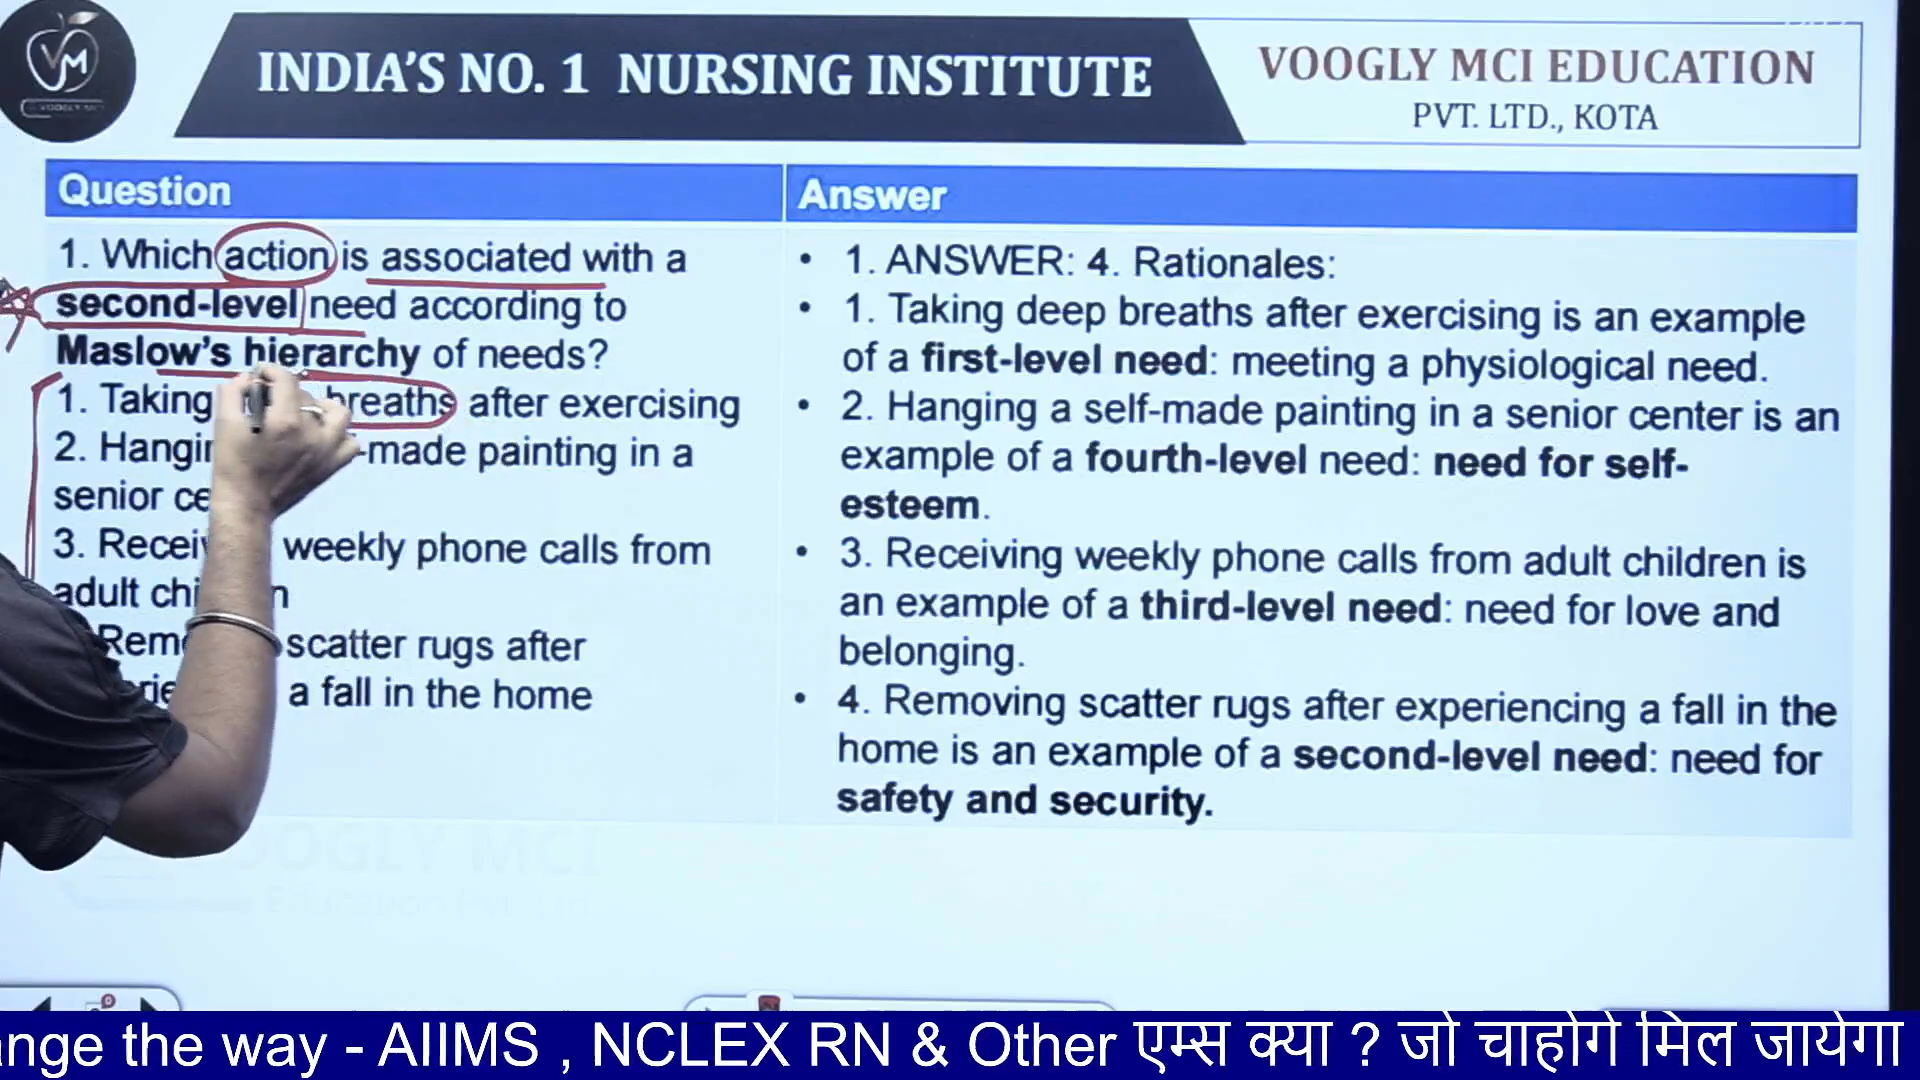 INDIA'S NO. 1 NURSING INSTITUTE
VOOGLY MCI EDUCATION
PVT. LTD., KOTA
Question
1. Which action is associated with a
second-level need according to
Maslow's hierarchy of needs?
1. Taking breaths after exercising
2. -made painting in a
senior
3. weekly phone calls from
adult
scatter rugs after
a fall in the home
Answer
• 1. ANSWER: 4. Rationales:
• 1. Taking deep breaths after exercising is an example
of a first-level need: meeting a physiological need.
• 2. Hanging a self-made painting in a senior center is an
example of a fourth-level need: need for self-
esteem.
• 3. Receiving weekly phone calls from adult children is
an example of a third-level need: need for love and
belonging.
• 4. Removing scatter rugs after experiencing a fall in the
home is an example of a second-level need: need for
safety and security.
VOOGLY MCI
Education Pvt. Ltd.
ange the way - AIIMS , NCLEX RN & Other एम्स क्या ? जो चाहोगे मिल जायेगा